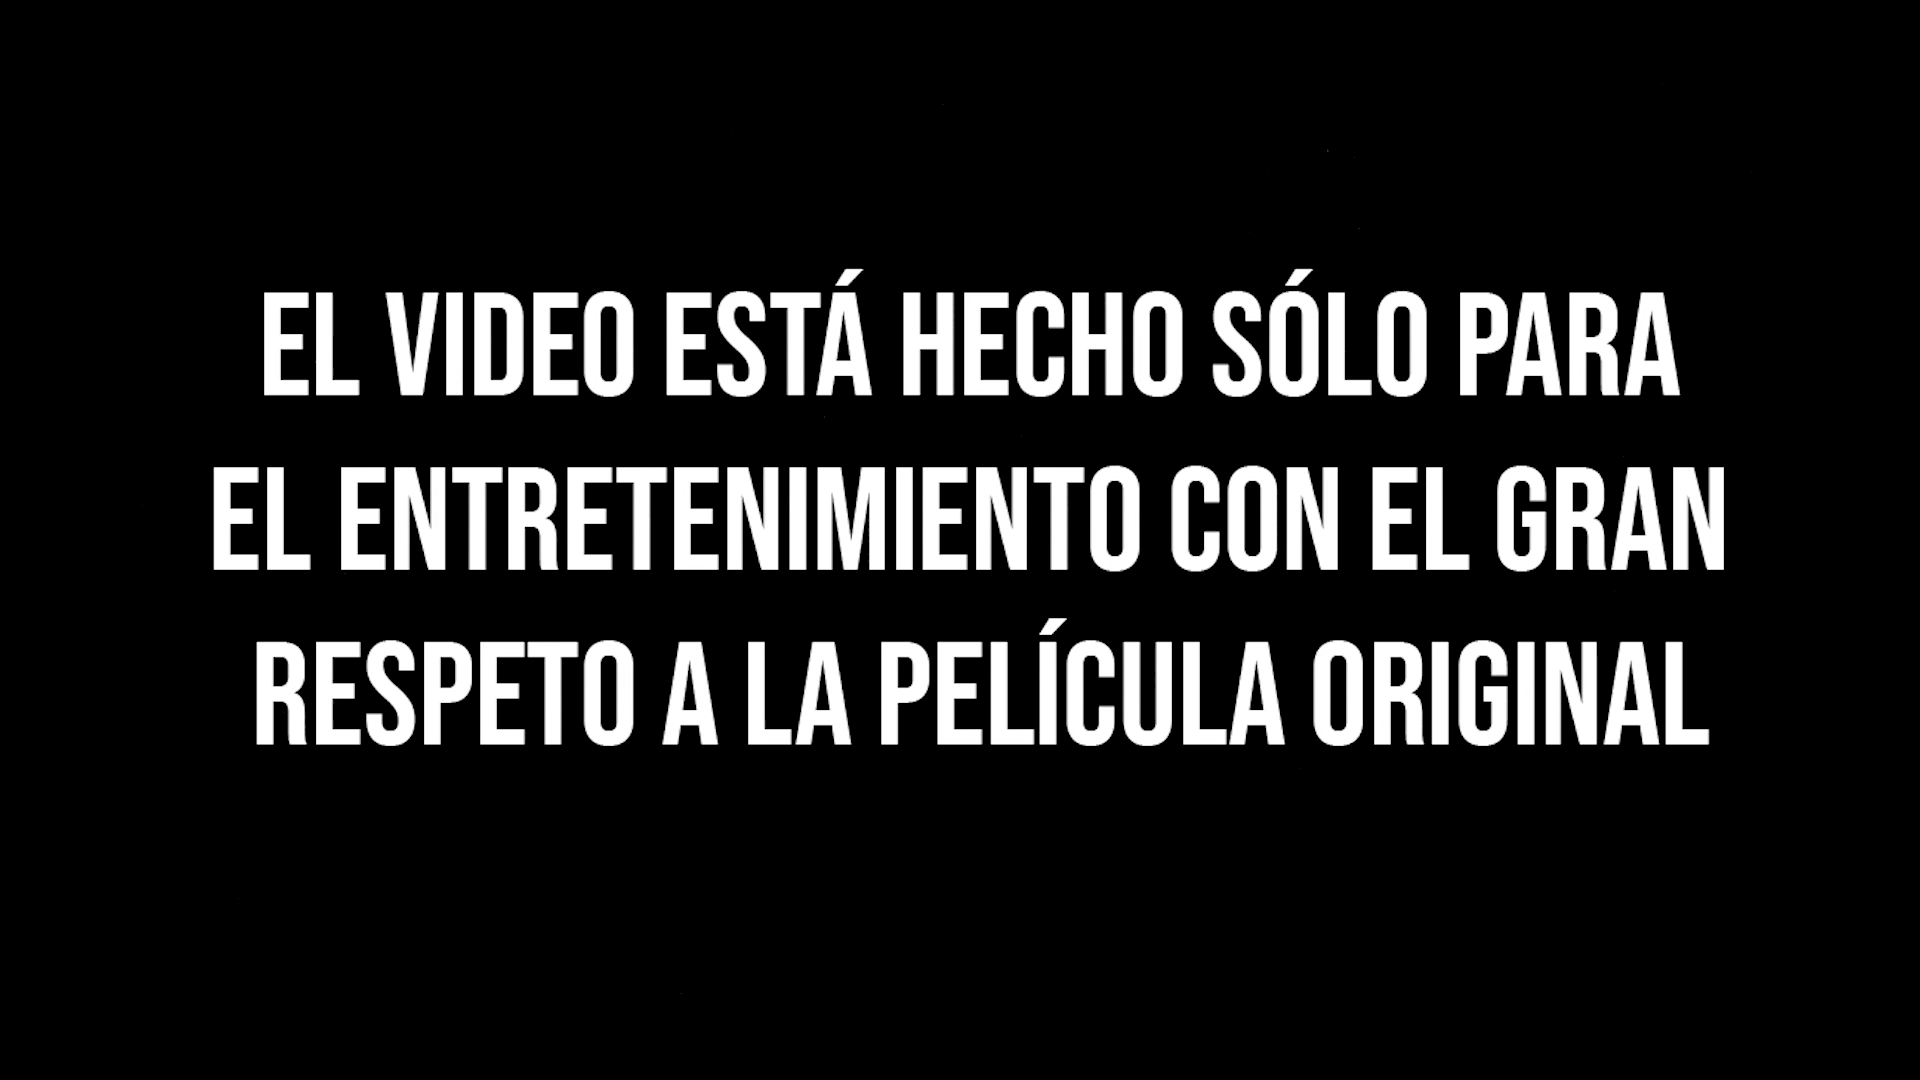 EL VIDEO ESTÁ HECHO SÓLO PARA
EL ENTRETENIMIENTO CON EL GRAN
RESPETO A LA PELÍCULA ORIGINAL